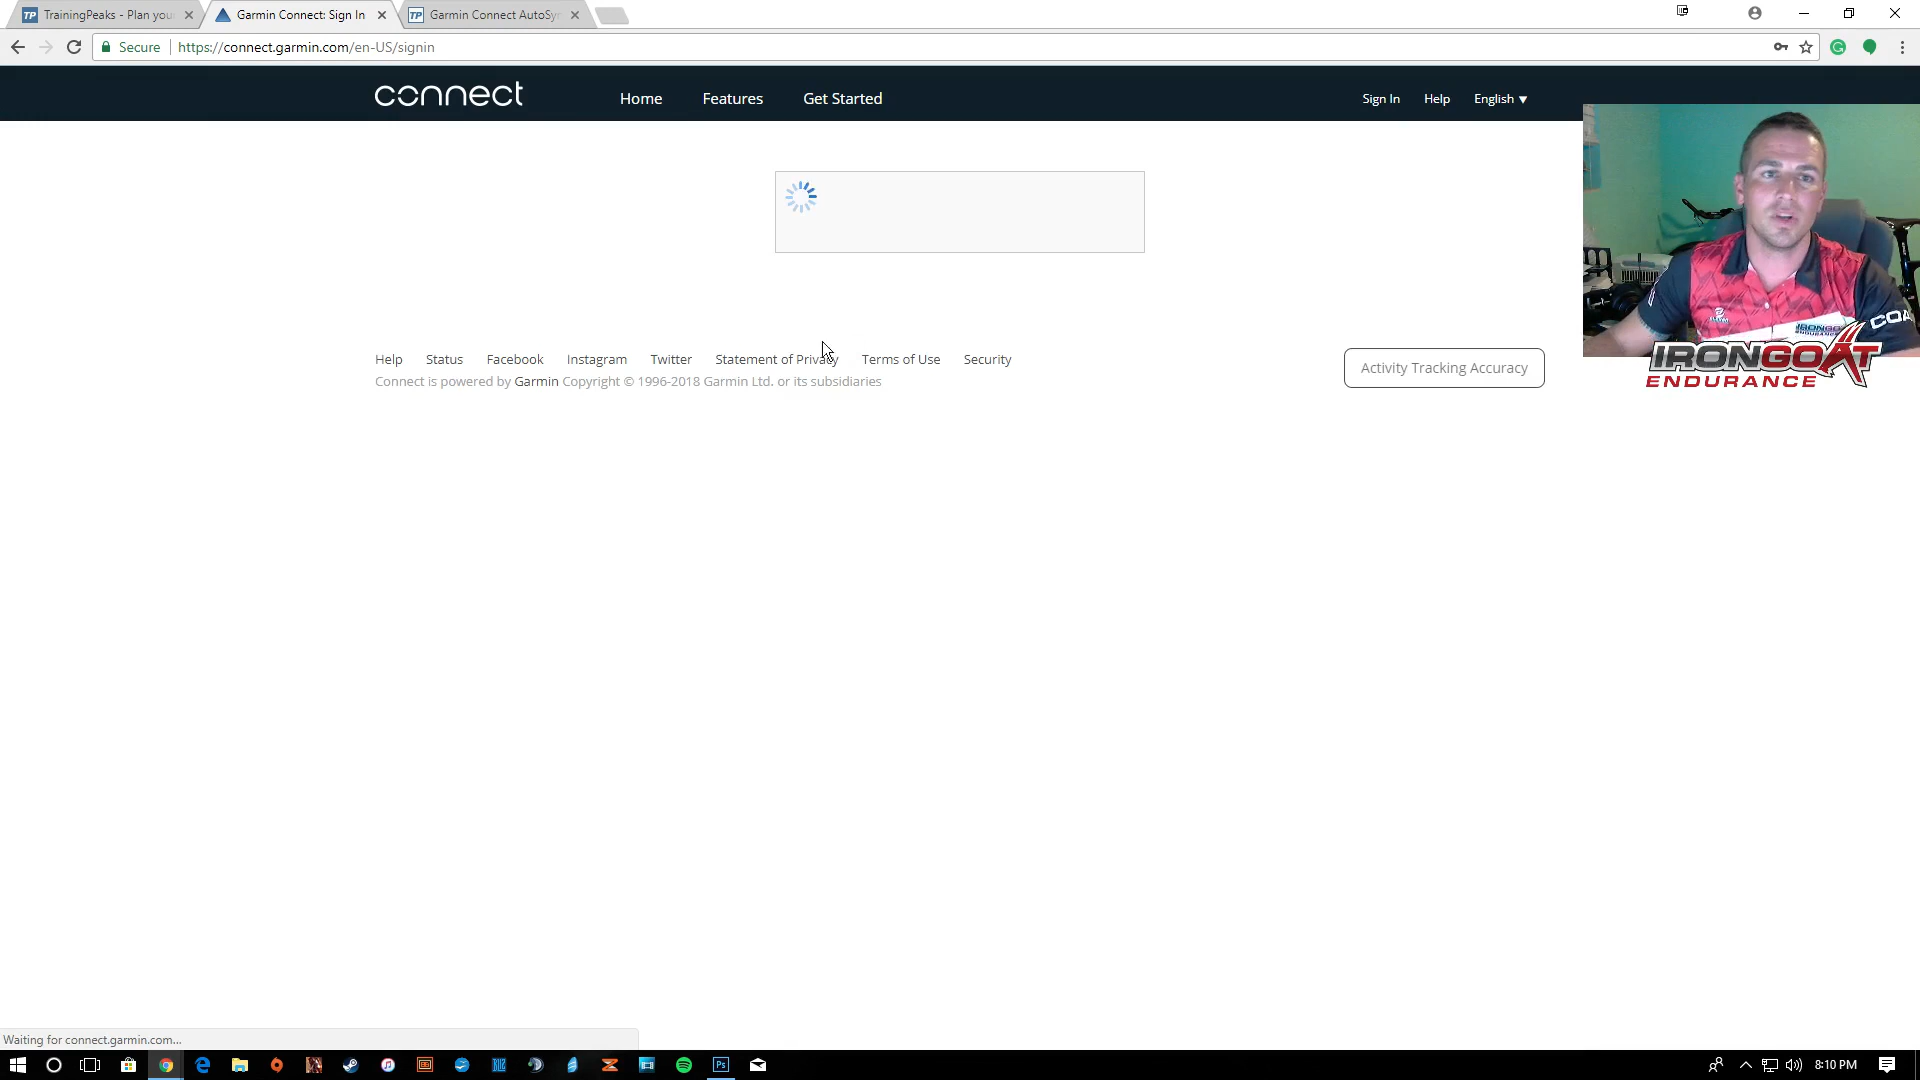 TrainingPeaks - Plan you
Garmin Connect: Sign In
Garmin Connect AutoSy
Secure
https://connect.garmin.com/en-US/signin
connect
Home
Features
Get Started
Sign In
Help
English ▼
IRONGOAT
ENDURANCE
Help
Status
Facebook
Instagram
Twitter
Statement of Privacy
Terms of Use
Security
Connect is powered by Garmin Copyright © 1996-2018 Garmin Ltd. or its subsidiaries
Activity Tracking Accuracy
Waiting for connect.garmin.com...
8:10 PM